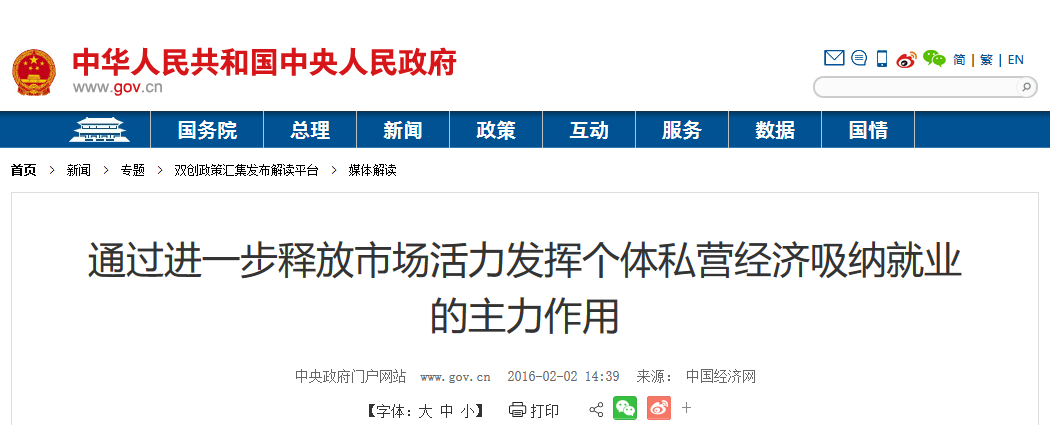 中华人民共和国中央人民政府
www.gov.cn
简 | 繁 | EN
国务院 总理 新闻 政策 互动 服务 数据 国情
首页 > 新闻 > 专题 > 双创政策汇集发布解读平台 > 媒体解读
通过进一步释放市场活力发挥个体私营经济吸纳就业
的主力作用
中央政府门户网站 www.gov.cn 2016-02-02 14:39 来源： 中国经济网
【字体：大 中 小】 打印